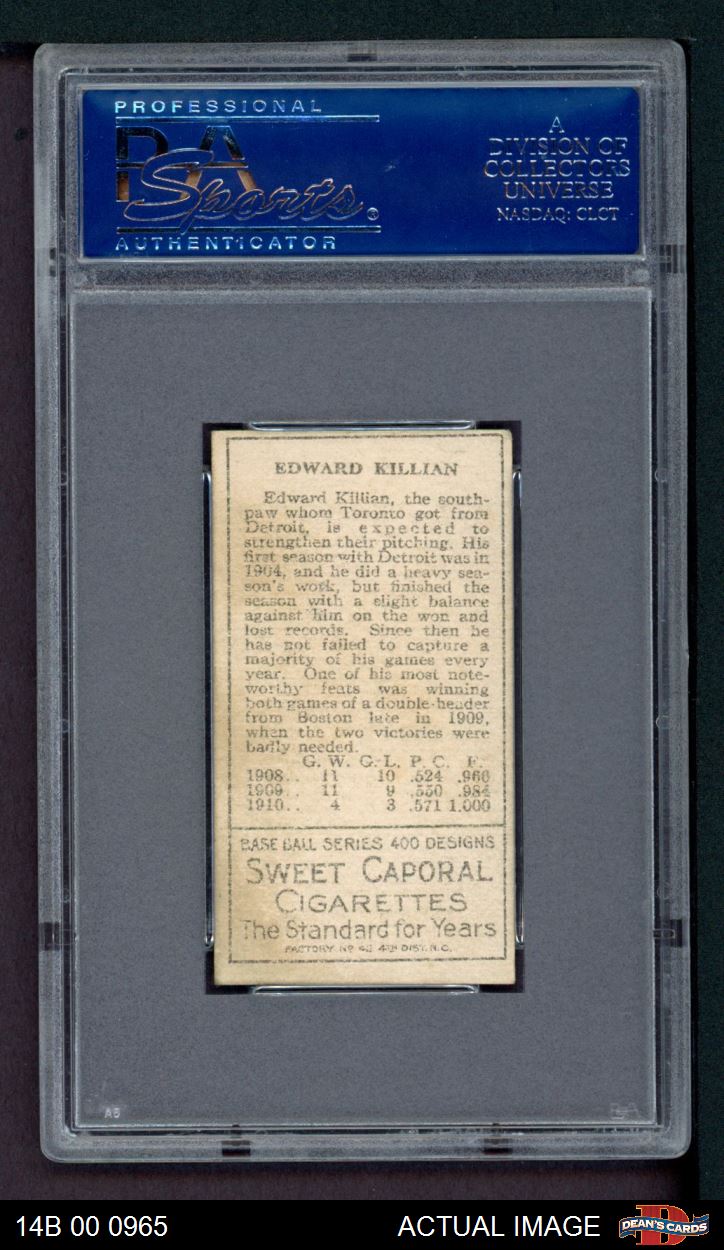 PROFESSIONAL
PSA
Sports
AUTHENTICATOR
A
DIVISION OF
COLLECTORS
UNIVERSE
NASDAQ: CLCT
EDWARD KILLIAN
Edward Killian, the south-
paw whom Toronto got from
Detroit, is expected to
strengthen their pitching. His
first season with Detroit was in
1904, and he did a heavy sea-
son's work, but finished the
season with a slight balance
against him on the won and
lost records. Since then he
has not failed to capture a
majority of his games every
year. One of his most note-
worthy feats was winning
both games of a double-header
from Boston late in 1909,
when the two victories were
badly needed.
G. W. G. L. P. C. F.
1908.. 11 10 .524 .966
1909.. 11 9 .550 .984
1910.. 4 3 .571 1.000
BASE BALL SERIES 400 DESIGNS
SWEET CAPORAL
CIGARETTES
The Standard for Years
FACTORY Nº 42 4TH DIST. N.C.
14B 00 0965
ACTUAL IMAGE
DEAN'S CARDS